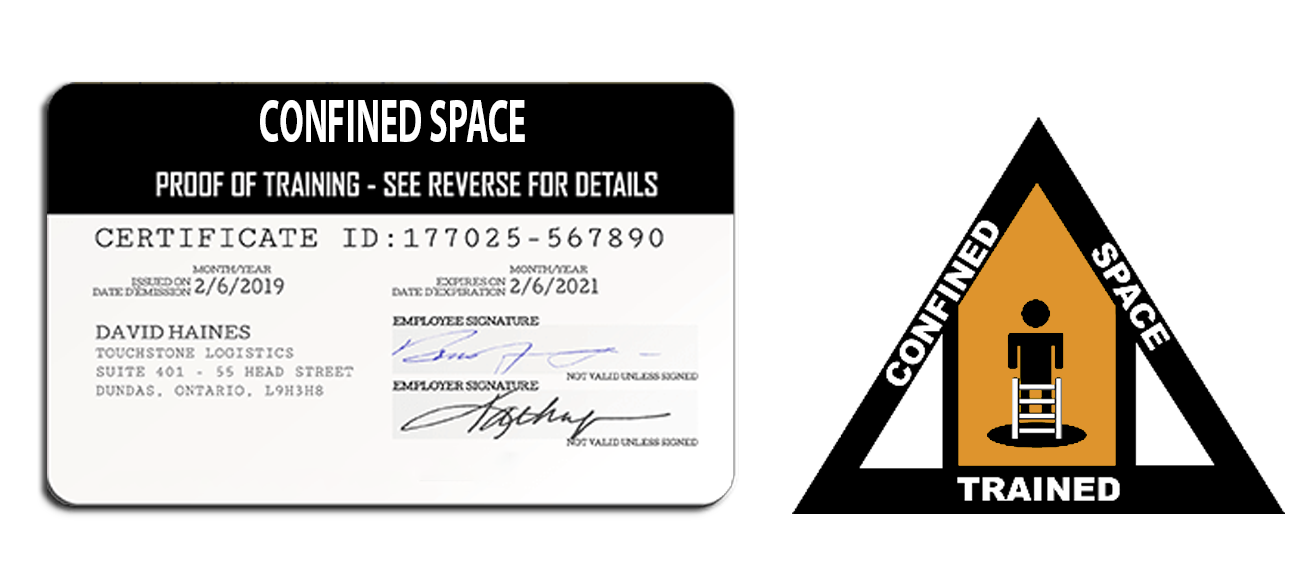 CONFINED SPACE
PROOF OF TRAINING - SEE REVERSE FOR DETAILS
CERTIFICATE ID:177025-567890
MONTH/YEAR
ISSUED ON
DATE D'EMISSION 2/6/2019
MONTH/YEAR
EXPIRES ON
DATE D'EXPIRATION 2/6/2021
DAVID HAINES
TOUCHSTONE LOGISTICS
SUITE 401 - 55 HEAD STREET
DUNDAS, ONTARIO, L9H3H8
EMPLOYEE SIGNATURE
NOT VALID UNLESS SIGNED
EMPLOYER SIGNATURE
NOT VALID UNLESS SIGNED
CONFINED
SPACE
TRAINED